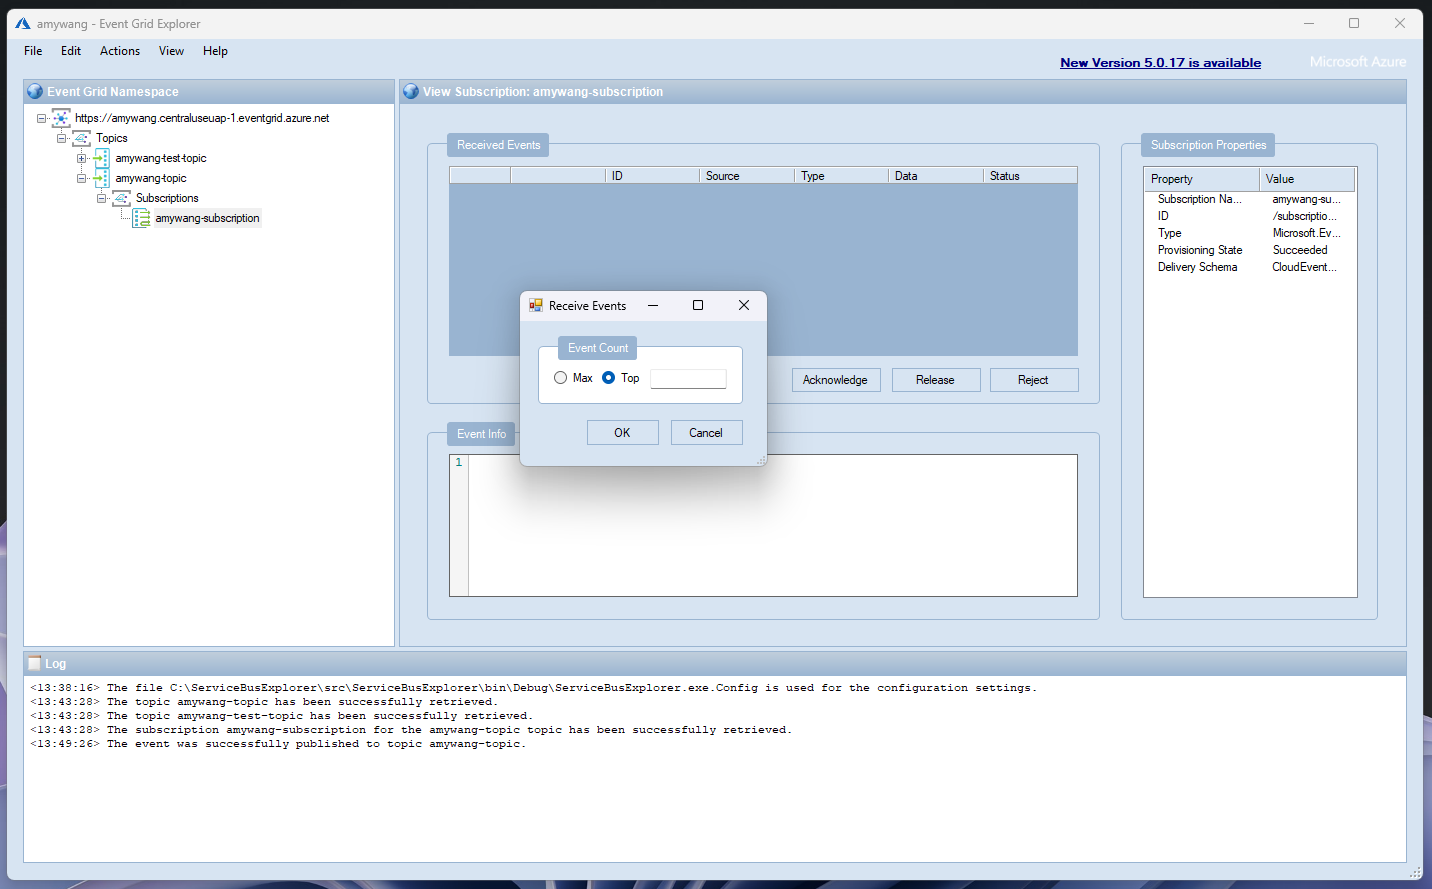 amywang - Event Grid Explorer
File Edit Actions View Help
New Version 5.0.17 is available
Microsoft Azure
Event Grid Namespace
https://amywang.centraluseuap-1.eventgrid.azure.net
Topics
amywang-test-topic
amywang-topic
Subscriptions
amywang-subscription
View Subscription: amywang-subscription
Received Events
ID Source Type Data Status
Acknowledge Release Reject
Receive Events
Event Count
Max Top
OK Cancel
Event Info
1
Subscription Properties
Property Value
Subscription Na... amywang-su...
ID /subscriptio...
Type Microsoft.Ev...
Provisioning State Succeeded
Delivery Schema CloudEvent...
Log
<13:38:16> The file C:\ServiceBusExplorer\src\ServiceBusExplorer\bin\Debug\ServiceBusExplorer.exe.Config is used for the configuration settings.
<13:43:28> The topic amywang-topic has been successfully retrieved.
<13:43:28> The topic amywang-test-topic has been successfully retrieved.
<13:43:28> The subscription amywang-subscription for the amywang-topic topic has been successfully retrieved.
<13:49:26> The event was successfully published to topic amywang-topic.